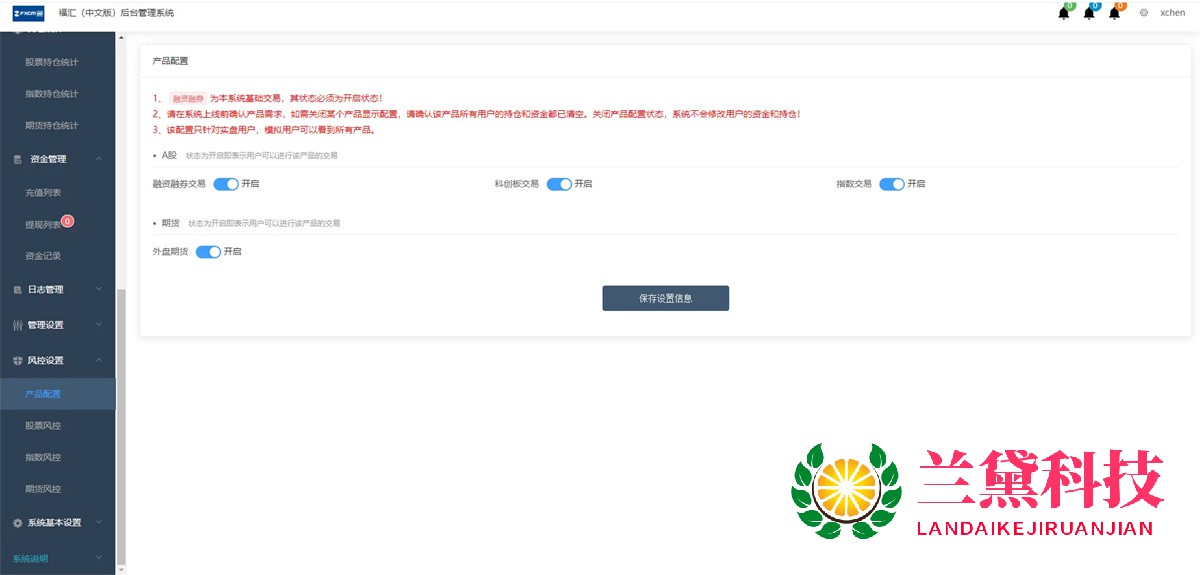 FXCM 福汇（中文版）后台管理系统
0 0 0 xchen
股票持仓统计
指数持仓统计
期货持仓统计
资金管理
充值列表
提现列表 0
资金记录
日志管理
管理设置
风控设置
产品配置
股票风控
指数风控
期货风控
系统基本设置
系统说明
产品配置
1、 融资融券 为本系统基础交易，其状态必须为开启状态！
2、请在系统上线前确认产品需求，如需关闭某个产品显示配置，请确认该产品所有用户的持仓和资金都已清空。关闭产品配置状态，系统不会修改用户的资金和持仓！
3、该配置只针对实盘用户，模拟用户可以看到所有产品。
• A股 状态为开启即表示用户可以进行该产品的交易
融资融券交易 开启 科创板交易 开启 指数交易 开启
• 期货 状态为开启即表示用户可以进行该产品的交易
外盘期货 开启
保存设置信息
兰黛科技
LANDAIKEJIRUANJIAN